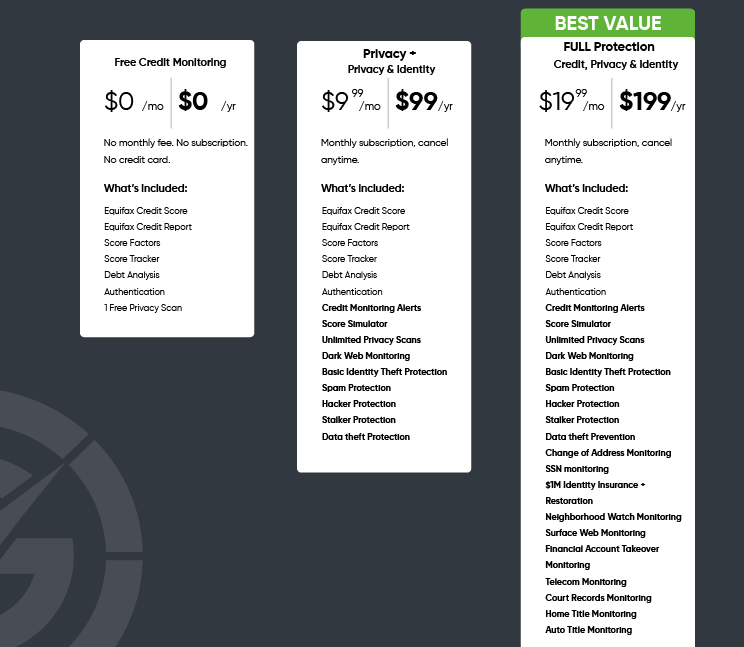 Free Credit Monitoring
$0 /mo $0 /yr
No monthly fee. No subscription.
No credit card.
What's Included:
Equifax Credit Score
Equifax Credit Report
Score Factors
Score Tracker
Debt Analysis
Authentication
1 Free Privacy Scan
Privacy +
Privacy & Identity
$9 99 /mo $99 /yr
Monthly subscription, cancel
anytime.
What's Included:
Equifax Credit Score
Equifax Credit Report
Score Factors
Score Tracker
Debt Analysis
Authentication
Credit Monitoring Alerts
Score Simulator
Unlimited Privacy Scans
Dark Web Monitoring
Basic Identity Theft Protection
Spam Protection
Hacker Protection
Stalker Protection
Data theft Protection
BEST VALUE
FULL Protection
Credit, Privacy & Identity
$19 99 /mo $199 /yr
Monthly subscription, cancel
anytime.
What's Included:
Equifax Credit Score
Equifax Credit Report
Score Factors
Score Tracker
Debt Analysis
Authentication
Credit Monitoring Alerts
Score Simulator
Unlimited Privacy Scans
Dark Web Monitoring
Basic Identity Theft Protection
Spam Protection
Hacker Protection
Stalker Protection
Data theft Prevention
Change of Address Monitoring
SSN monitoring
$1M Identity Insurance +
Restoration
Neighborhood Watch Monitoring
Surface Web Monitoring
Financial Account Takeover
Monitoring
Telecom Monitoring
Court Records Monitoring
Home Title Monitoring
Auto Title Monitoring